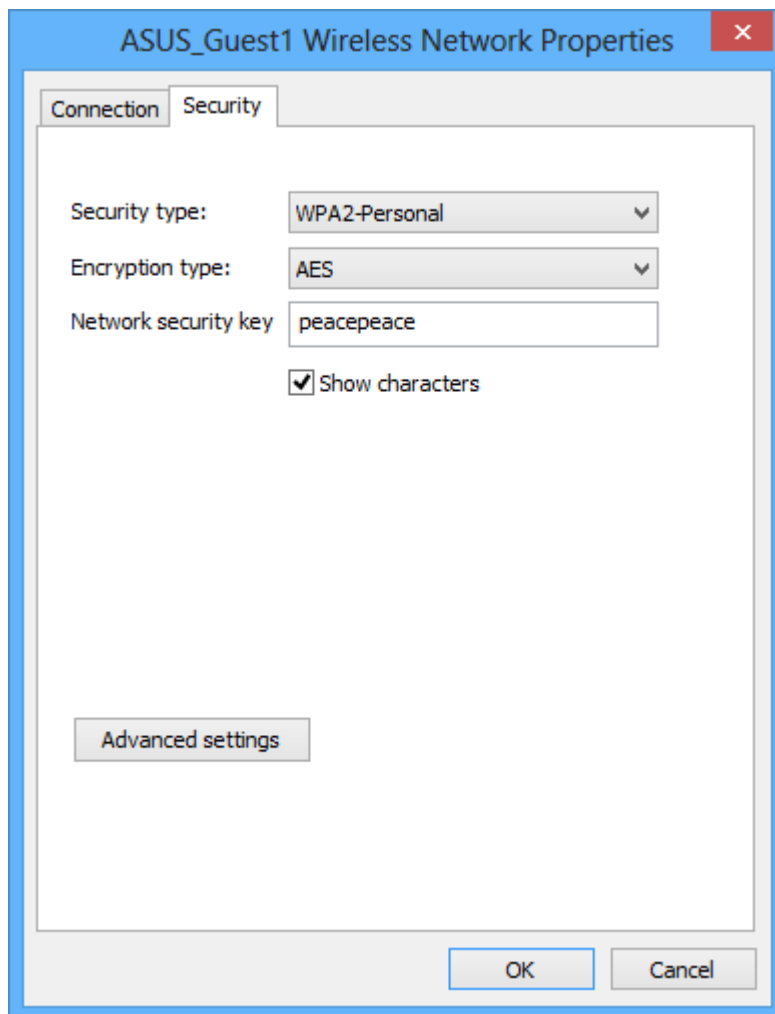 ASUS_Guest1 Wireless Network Properties
Connection Security
Security type: WPA2-Personal
Encryption type: AES
Network security key peacepeace
Show characters
Advanced settings
OK Cancel